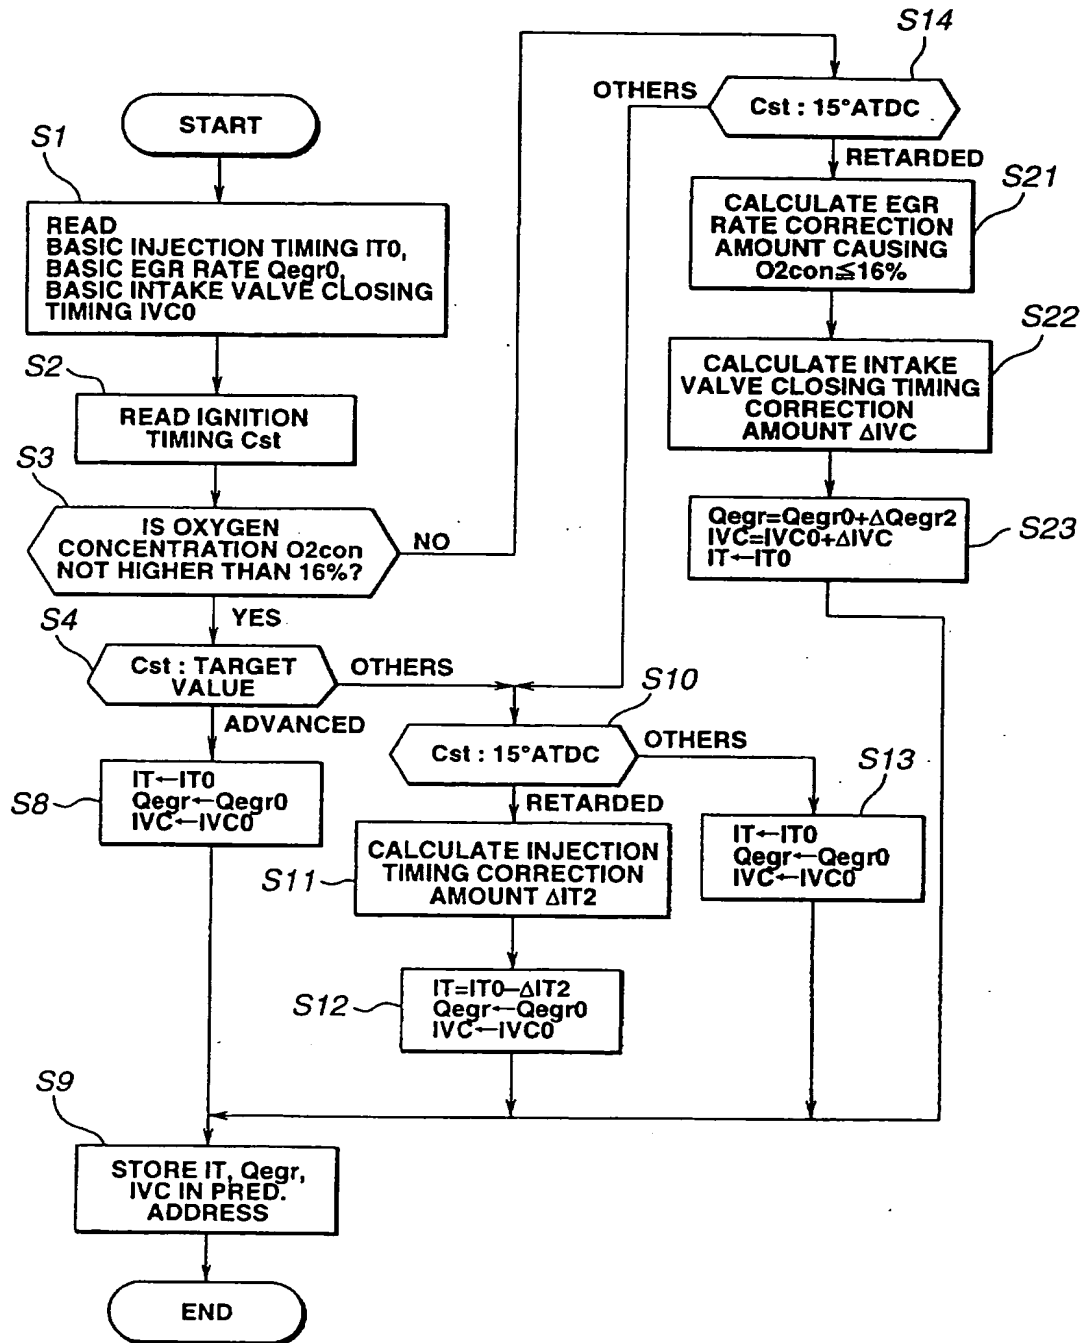 START
S1
READ
BASIC INJECTION TIMING IT0,
BASIC EGR RATE Qegr0,
BASIC INTAKE VALVE CLOSING
TIMING IVC0
S2
READ IGNITION
TIMING Cst
S3
IS OXYGEN
CONCENTRATION O2con
NOT HIGHER THAN 16%?
NO
YES
S4
Cst : TARGET
VALUE
OTHERS
ADVANCED
S8
IT←IT0
Qegr←Qegr0
IVC←IVC0
S14
Cst : 15°ATDC
OTHERS
RETARDED
S21
CALCULATE EGR
RATE CORRECTION
AMOUNT CAUSING
O2con≦16%
S22
CALCULATE INTAKE
VALVE CLOSING TIMING
CORRECTION
AMOUNT ΔIVC
S23
Qegr=Qegr0+ΔQegr2
IVC=IVC0+ΔIVC
IT←IT0
S10
Cst : 15°ATDC
OTHERS
RETARDED
S11
CALCULATE INJECTION
TIMING CORRECTION
AMOUNT ΔIT2
S12
IT=IT0–ΔIT2
Qegr←Qegr0
IVC←IVC0
S13
IT←IT0
Qegr←Qegr0
IVC←IVC0
S9
STORE IT, Qegr,
IVC IN PRED.
ADDRESS
END